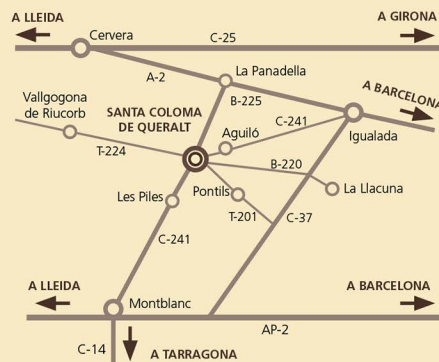 A LLEIDA
A GIRONA
Cervera
C-25
A-2
La Panadella
A BARCELONA
Vallgogona
de Riucorb
SANTA COLOMA
DE QUERALT
B-225
C-241
Aguiló
Igualada
T-224
B-220
Les Piles
Pontils
La Llacuna
T-201
C-37
C-241
A LLEIDA
A BARCELONA
Montblanc
AP-2
C-14
A TARRAGONA